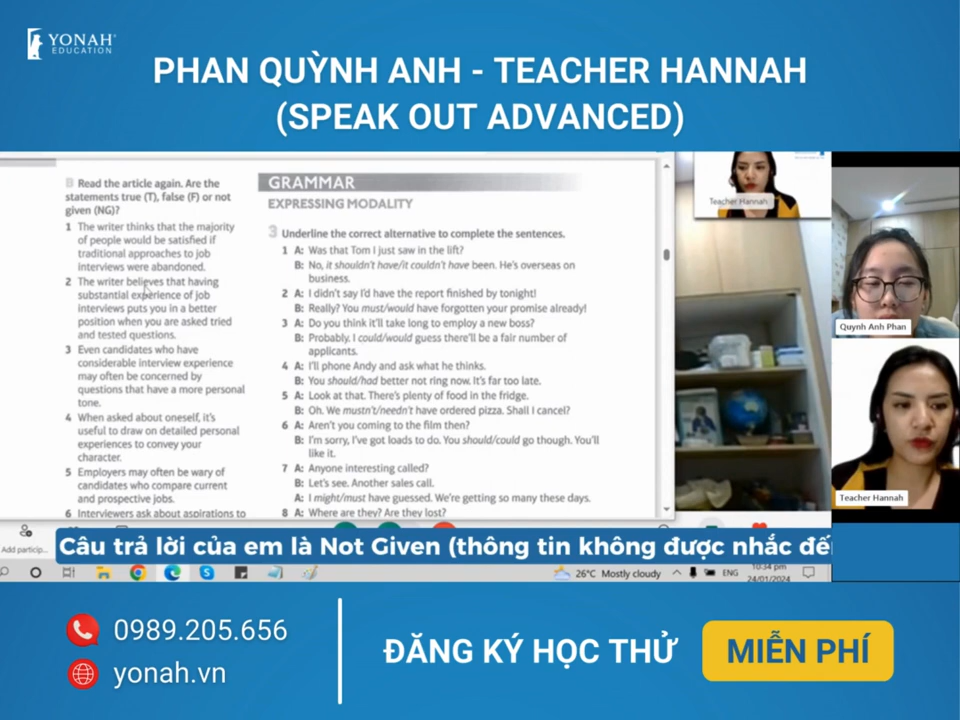 YONAH
EDUCATION
PHAN QUỲNH ANH - TEACHER HANNAH
(SPEAK OUT ADVANCED)
B Read the article again. Are the
statements true (T), false (F) or not
given (NG)?
1 The writer thinks that the majority
of people would be satisfied if
traditional approaches to job
interviews were abandoned.
2 The writer believes that having
substantial experience of job
interviews puts you in a better
position when you are asked tried
and tested questions.
3 Even candidates who have
considerable interview experience
may often be concerned by
questions that have a more personal
tone.
4 When asked about oneself, it's
useful to draw on detailed personal
experiences to convey your
character.
5 Employers may often be wary of
candidates who compare current
and prospective jobs.
6 Interviewers ask about aspirations to
GRAMMAR
EXPRESSING MODALITY
3 Underline the correct alternative to complete the sentences.
1 A: Was that Tom I just saw in the lift?
B: No, it shouldn't have/it couldn't have been. He's overseas on
business.
2 A: I didn't say I'd have the report finished by tonight!
B: Really? You must/would have forgotten your promise already!
3 A: Do you think it'll take long to employ a new boss?
B: Probably. I could/would guess there'll be a fair number of
applicants.
4 A: I'll phone Andy and ask what he thinks.
B: You should/had better not ring now. It's far too late.
5 A: Look at that. There's plenty of food in the fridge.
B: Oh. We mustn't/needn't have ordered pizza. Shall I cancel?
6 A: Aren't you coming to the film then?
B: I'm sorry, I've got loads to do. You should/could go though. You'll
like it.
7 A: Anyone interesting called?
B: Let's see. Another sales call.
A: I might/must have guessed. We're getting so many these days.
8 A: Where are they? Are they lost?
Teacher Hannah
Quynh Anh Phan
Teacher Hannah
Add particip...
Câu trả lời của em là Not Given (thông tin không được nhắc đế
26°C Mostly cloudy
ENG
10:34 pm
24/01/2024
0989.205.656
yonah.vn
ĐĂNG KÝ HỌC THỬ
MIỄN PHÍ